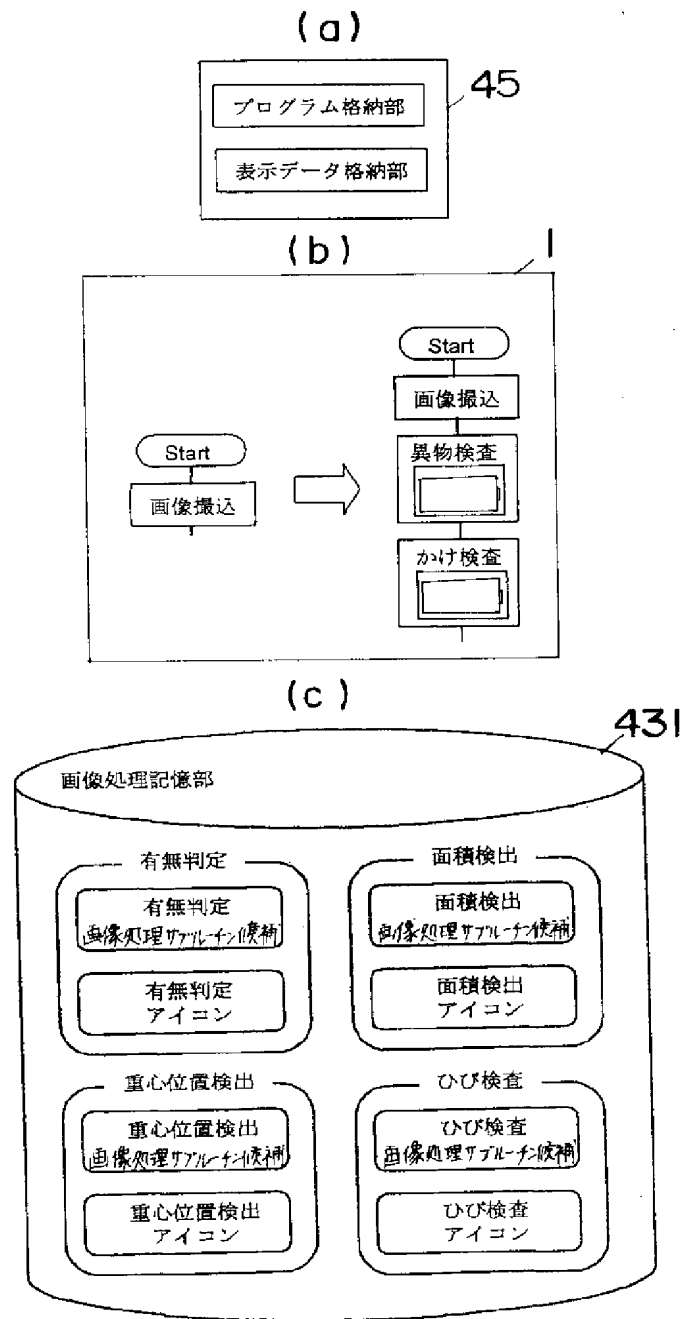 (a)
45
プログラム格納部
表示データ格納部
(b)
1
Start
画像撮込
Start
画像撮込
異物検査
かけ検査
(c)
431
画像処理記憶部
有無判定
有無判定
画像処理サブルーチン候補
有無判定
アイコン
面積検出
面積検出
画像処理サブルーチン候補
面積検出
アイコン
重心位置検出
重心位置検出
画像処理サブルーチン候補
重心位置検出
アイコン
ひび検査
ひび検査
画像処理サブルーチン候補
ひび検査
アイコン